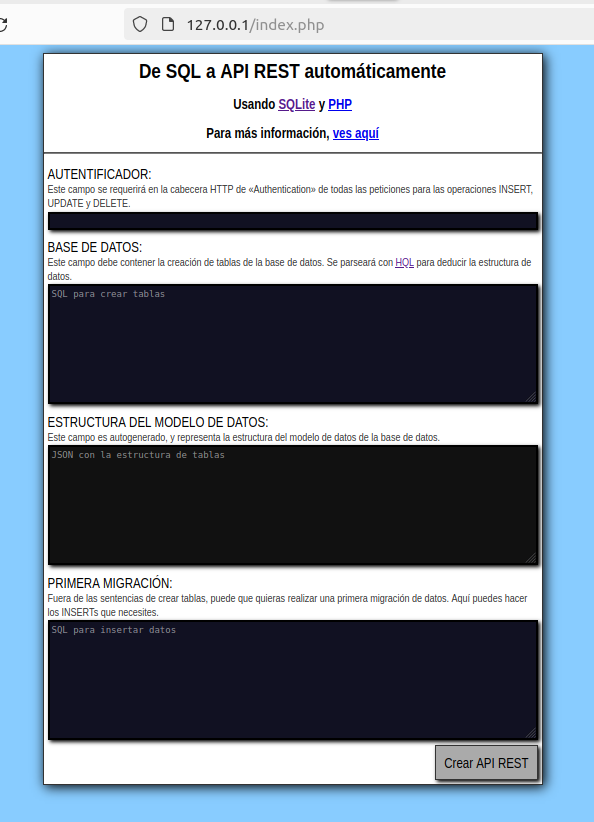 127.0.0.1/index.php
De SQL a API REST automáticamente
Usando SQLite y PHP
Para más información, ves aquí
AUTENTIFICADOR:
Este campo se requerirá en la cabecera HTTP de «Authentication» de todas las peticiones para las operaciones INSERT,
UPDATE y DELETE.
BASE DE DATOS:
Este campo debe contener la creación de tablas de la base de datos. Se parseará con HQL para deducir la estructura de
datos.
SQL para crear tablas
ESTRUCTURA DEL MODELO DE DATOS:
Este campo es autogenerado, y representa la estructura del modelo de datos de la base de datos.
JSON con la estructura de tablas
PRIMERA MIGRACIÓN:
Fuera de las sentencias de crear tablas, puede que quieras realizar una primera migración de datos. Aquí puedes hacer
los INSERTs que necesites.
SQL para insertar datos
Crear API REST